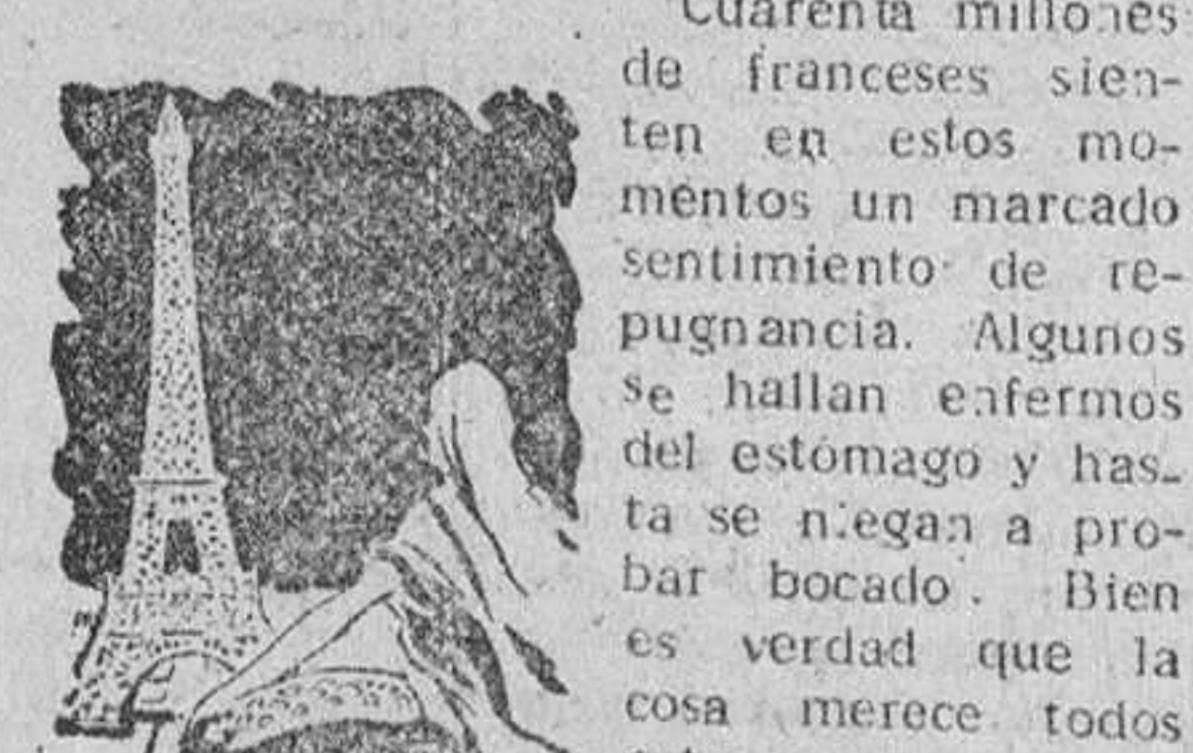 Cuarenta millones
de franceses sien-
ten en estos mo-
mentos un marcado
sentimiento de re-
pugnancia. Algunos
se hallan enfermos
del estómago y has-
ta se niegan a pro-
bar bocado. Bien
es verdad que la
cosa merece todos